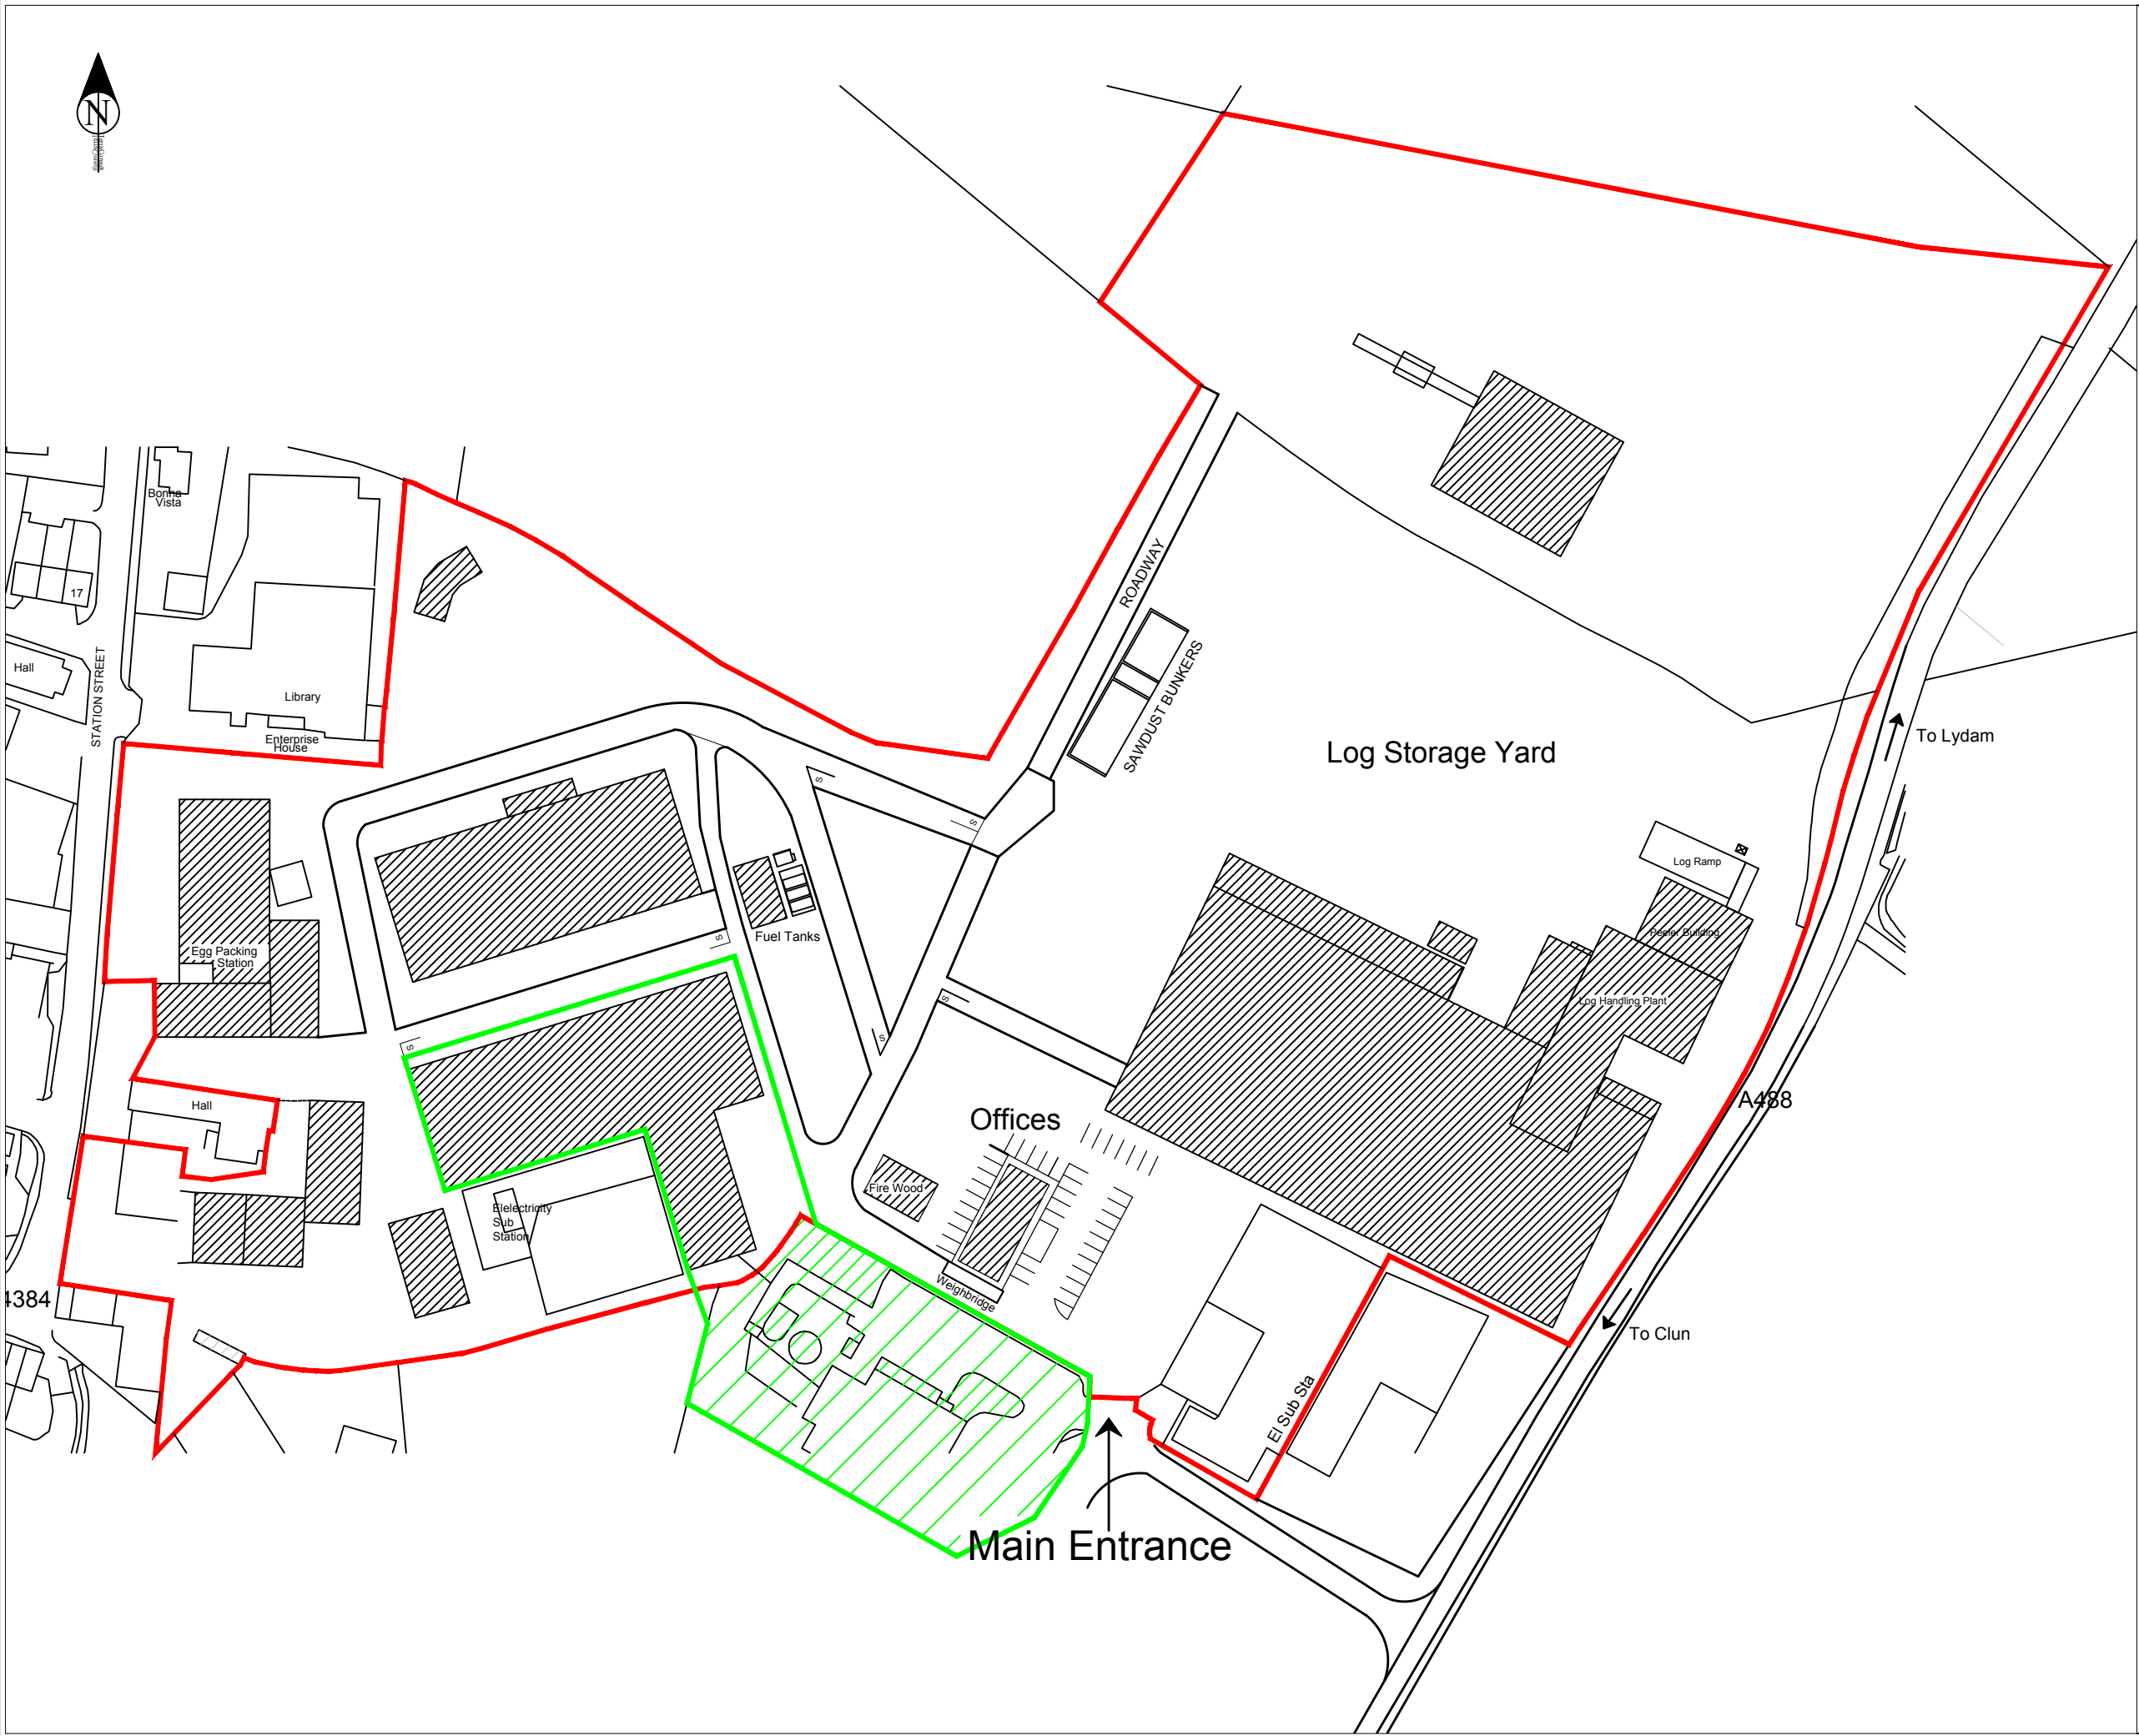 N
Bonna
Vista
17
Hall
STATION STREET
Library
Enterprise
House
ROADWAY
SAWDUST BUNKERS
Log Storage Yard
To Lydam
S
S
Log Ramp
Fuel Tanks
S
Egg Packing
Station
Pecler Building
Log Handling Plant
S
S
S
Hall
A488
Offices
Fire Wood
Elelectricity
Sub
Station
Weighbridge
4384
To Clun
El Sub Sta
Main Entrance